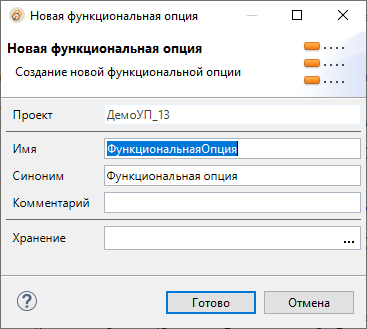 Новая функциональная опция
Новая функциональная опция
Создание новой функциональной опции
Проект ДемоУП_13
Имя ФункциональнаяОпция
Синоним Функциональная опция
Комментарий
Хранение ...
? Готово Отмена